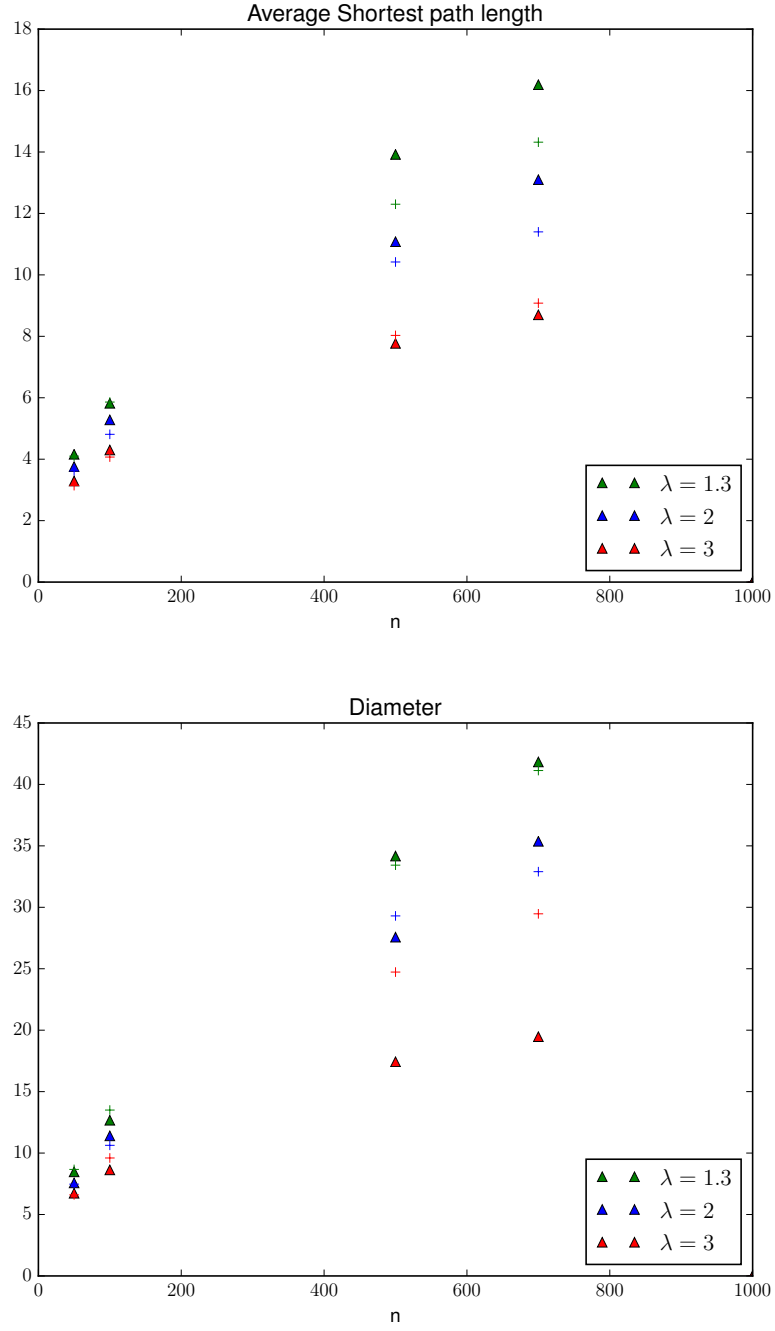 Average Shortest path length
18
16
14
12
10
8
6
4
2
0
0 200 400 600 800 1000
n
λ = 1.3
λ = 2
λ = 3
Diameter
45
40
35
30
25
20
15
10
5
0
0 200 400 600 800 1000
n
λ = 1.3
λ = 2
λ = 3